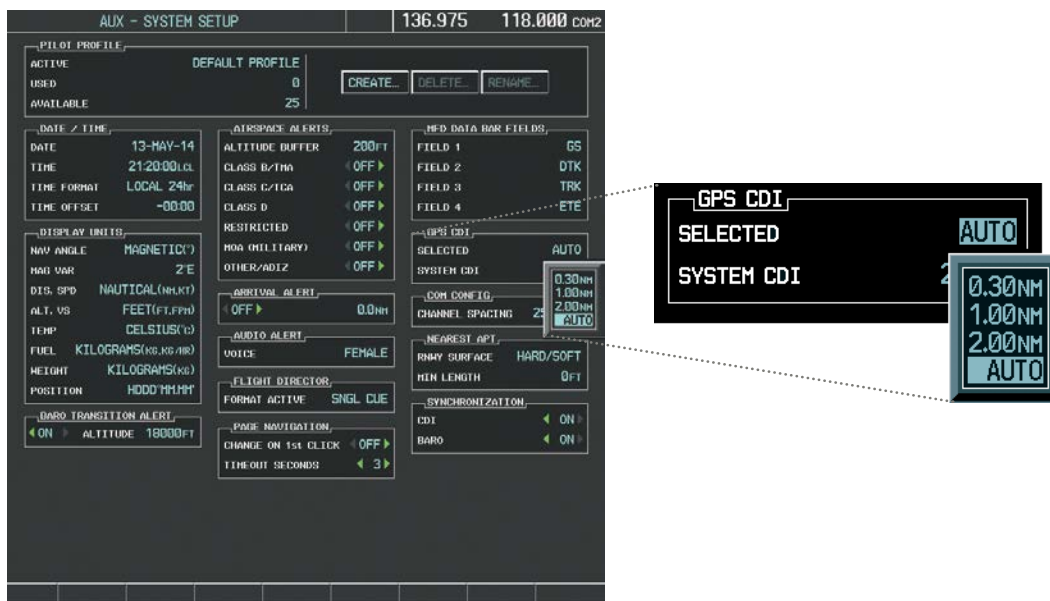 AUX - SYSTEM SETUP 136.975 118.000 COM2
PILOT PROFILE
ACTIVE DEFAULT PROFILE
USED 0
AVAILABLE 25
CREATE… DELETE… RENAME…
DATE / TIME
DATE 13-MAY-14
TIME 21:20:00LCL
TIME FORMAT LOCAL 24hr
TIME OFFSET -00:00
DISPLAY UNITS
NAV ANGLE MAGNETIC(°)
MAG VAR 2°E
DIS, SPD NAUTICAL(NM,KT)
ALT, VS FEET(FT,FPM)
TEMP CELSIUS(°C)
FUEL KILOGRAMS(KG,KG/HR)
WEIGHT KILOGRAMS(KG)
POSITION HDDD°MM.MM'
BARO TRANSITION ALERT
ON ALTITUDE 18000FT
AIRSPACE ALERTS
ALTITUDE BUFFER 200FT
CLASS B/TMA OFF
CLASS C/TCA OFF
CLASS D OFF
RESTRICTED OFF
MOA (MILITARY) OFF
OTHER/ADIZ OFF
ARRIVAL ALERT
OFF 0.0NM
AUDIO ALERT
VOICE FEMALE
FLIGHT DIRECTOR
FORMAT ACTIVE SNGL CUE
PAGE NAVIGATION
CHANGE ON 1st CLICK OFF
TIMEOUT SECONDS 3
MFD DATA BAR FIELDS
FIELD 1 GS
FIELD 2 DTK
FIELD 3 TRK
FIELD 4 ETE
GPS CDI
SELECTED AUTO
SYSTEM CDI
0.30NM
1.00NM
2.00NM
AUTO
COM CONFIG
CHANNEL SPACING 25
NEAREST APT
RNWY SURFACE HARD/SOFT
MIN LENGTH 0FT
SYNCHRONIZATION
CDI ON
BARO ON
GPS CDI
SELECTED AUTO
SYSTEM CDI 2
0.30NM
1.00NM
2.00NM
AUTO